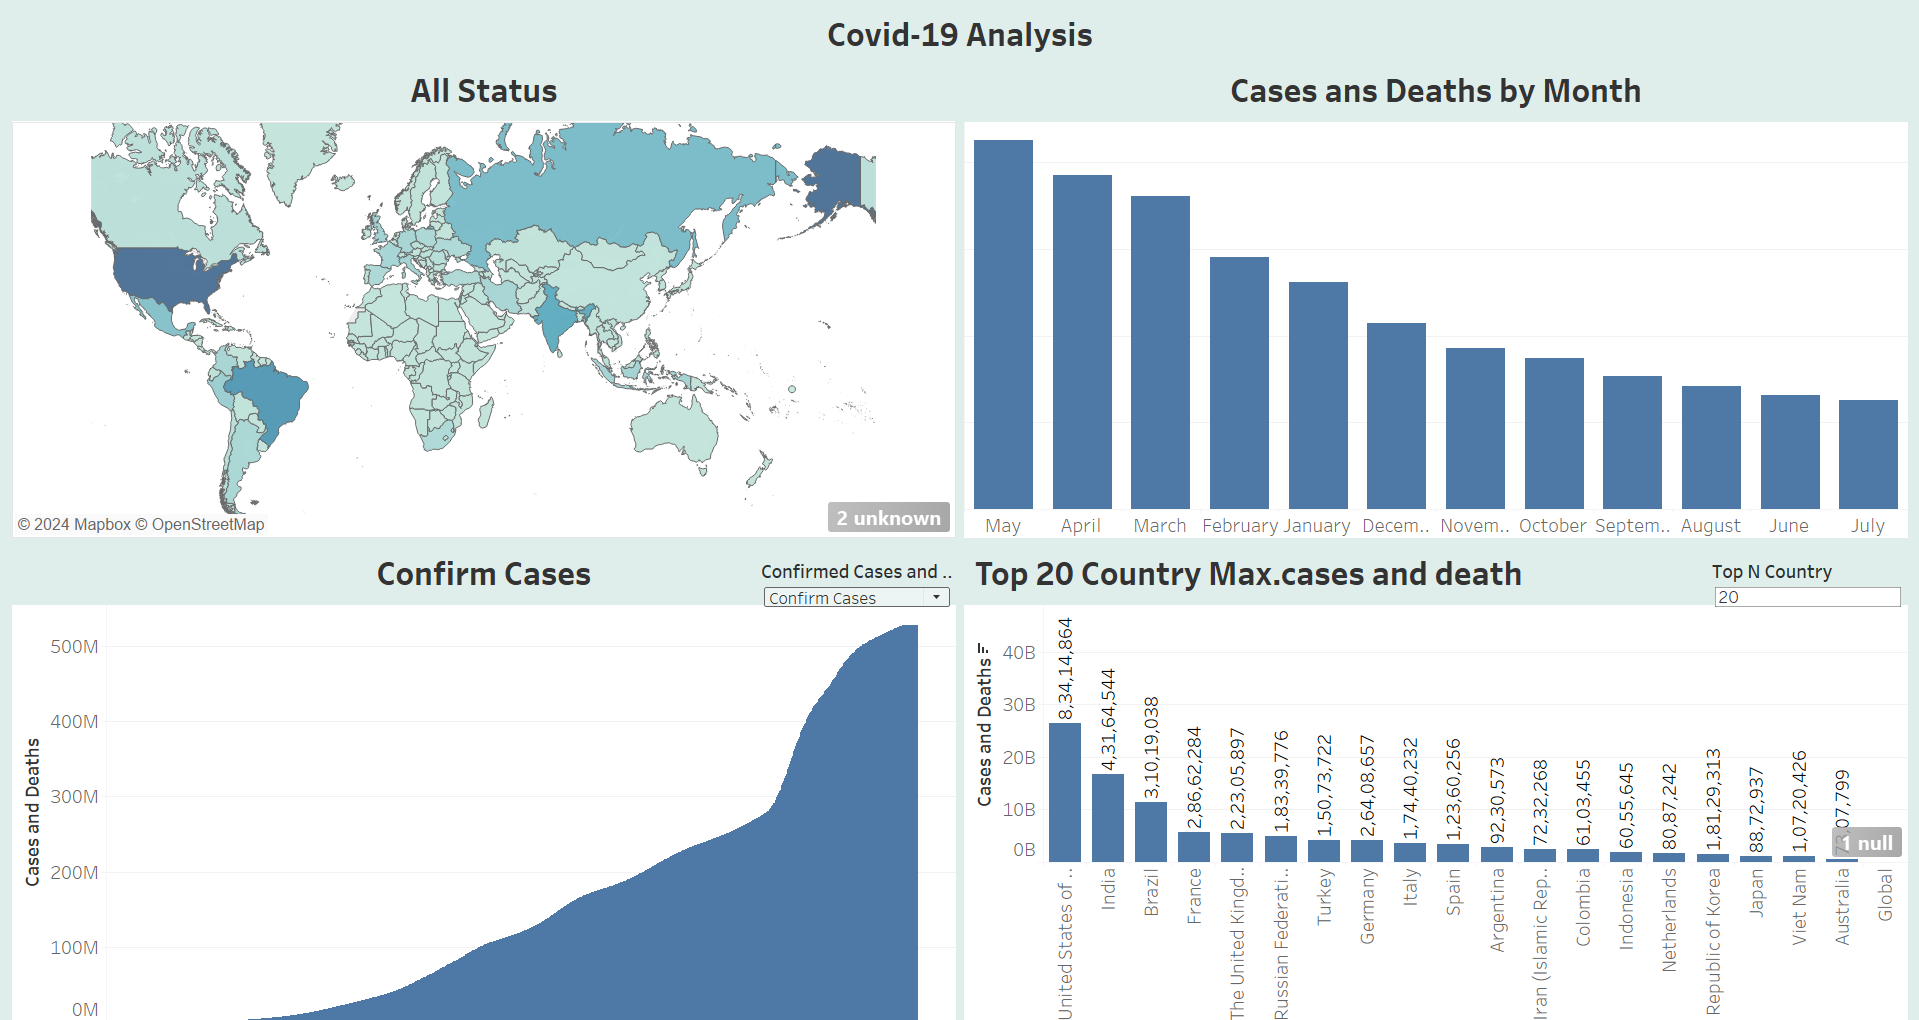 Covid-19 Analysis
All Status
© 2024 Mapbox © OpenStreetMap
2 unknown
Cases ans Deaths by Month
May
April
March
February
January
Decem..
Novem..
October
Septem..
August
June
July
Confirm Cases
Confirmed Cases and ..
Confirm Cases
Cases and Deaths
500M
400M
300M
200M
100M
0M
Top 20 Country Max.cases and death
Top N Country
20
Cases and Deaths
40B
30B
20B
10B
0B
8,34,14,864
4,31,64,544
3,10,19,038
2,86,62,284
2,23,05,897
1,83,39,776
1,50,73,722
2,64,08,657
1,74,40,232
1,23,60,256
92,30,573
72,32,268
61,03,455
60,55,645
80,87,242
1,81,29,313
88,72,937
1,07,20,426
73,07,799
1 null
United States of ..
India
Brazil
France
The United Kingd..
Russian Federati..
Turkey
Germany
Italy
Spain
Argentina
Iran (Islamic Rep..
Colombia
Indonesia
Netherlands
Republic of Korea
Japan
Viet Nam
Australia
Global